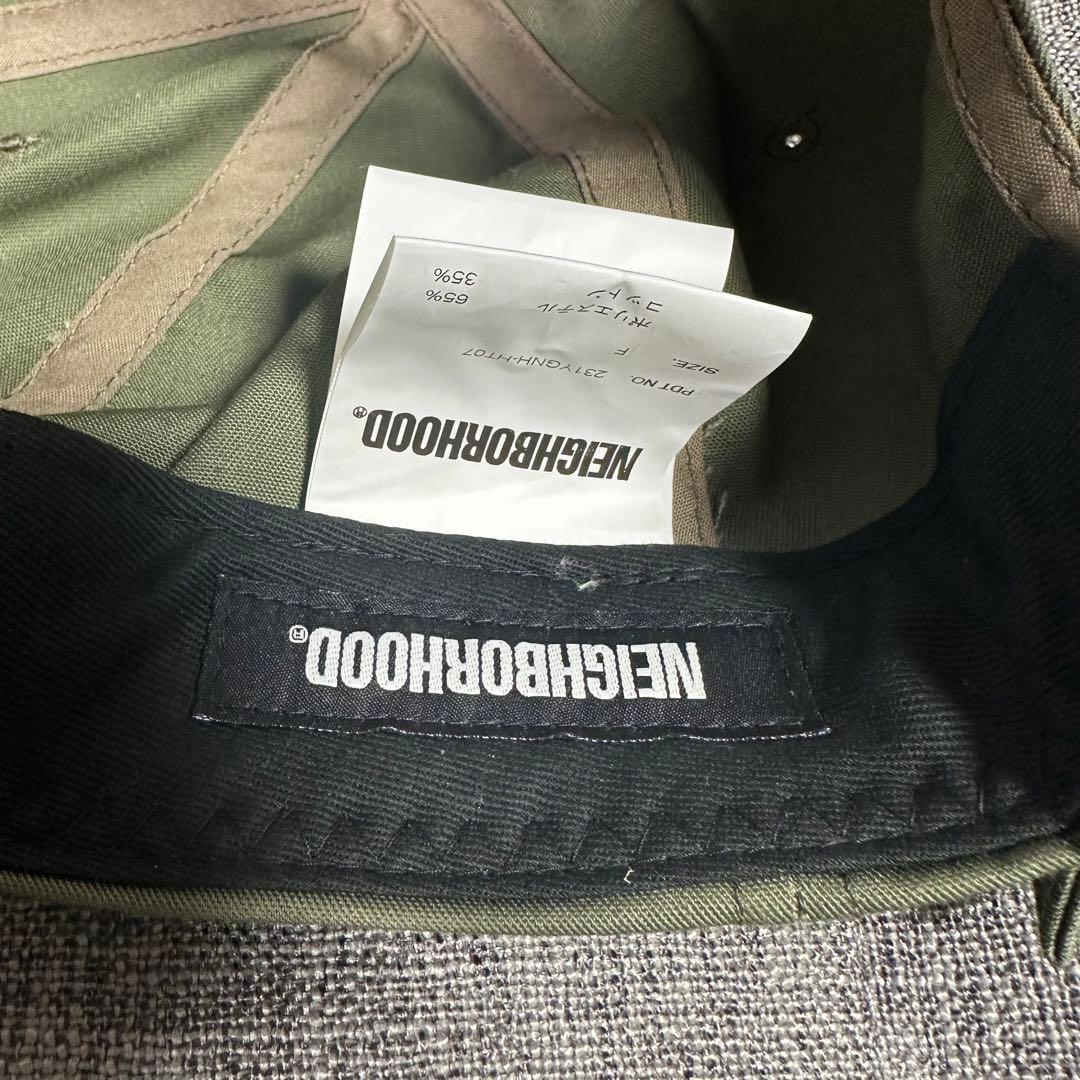 NEIGHBORHOOD®
PDT NO. 231YGNH-HT07
SIZE. F
ポリエステル 65%
コットン 35%
NEIGHBORHOOD®